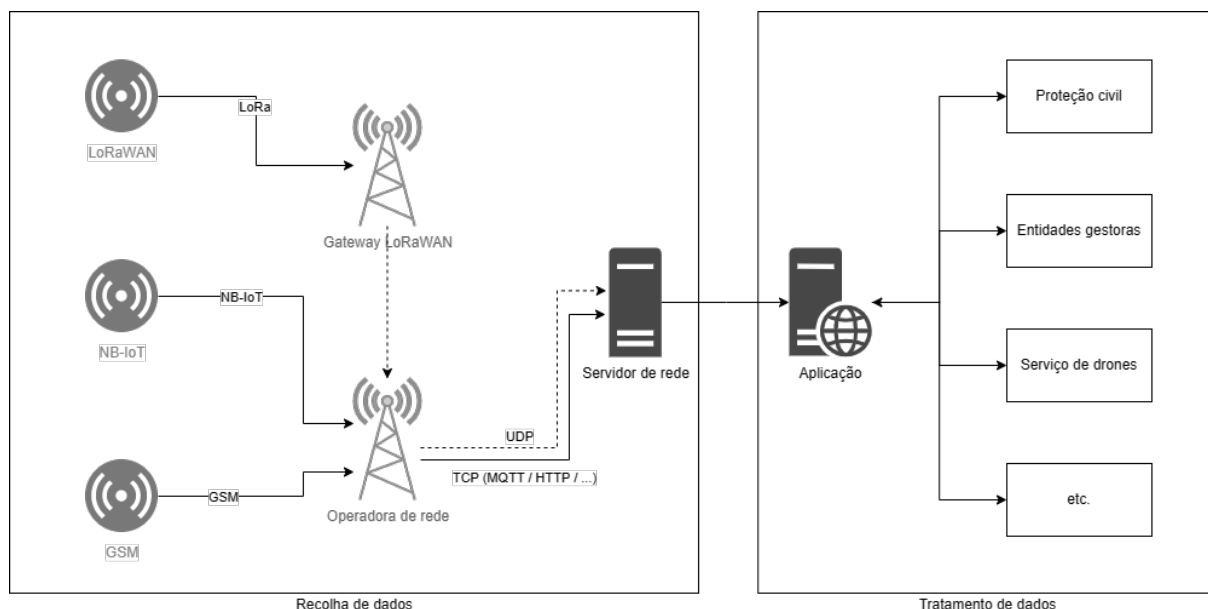 LoRa
LoRaWAN
Gateway LoRaWAN
NB-IoT
NB-IoT
GSM
GSM
Operadora de rede
UDP
TCP (MQTT / HTTP / ...)
Servidor de rede
Recolha de dados
Aplicação
Proteção civil
Entidades gestoras
Serviço de drones
etc.
Tratamento de dados